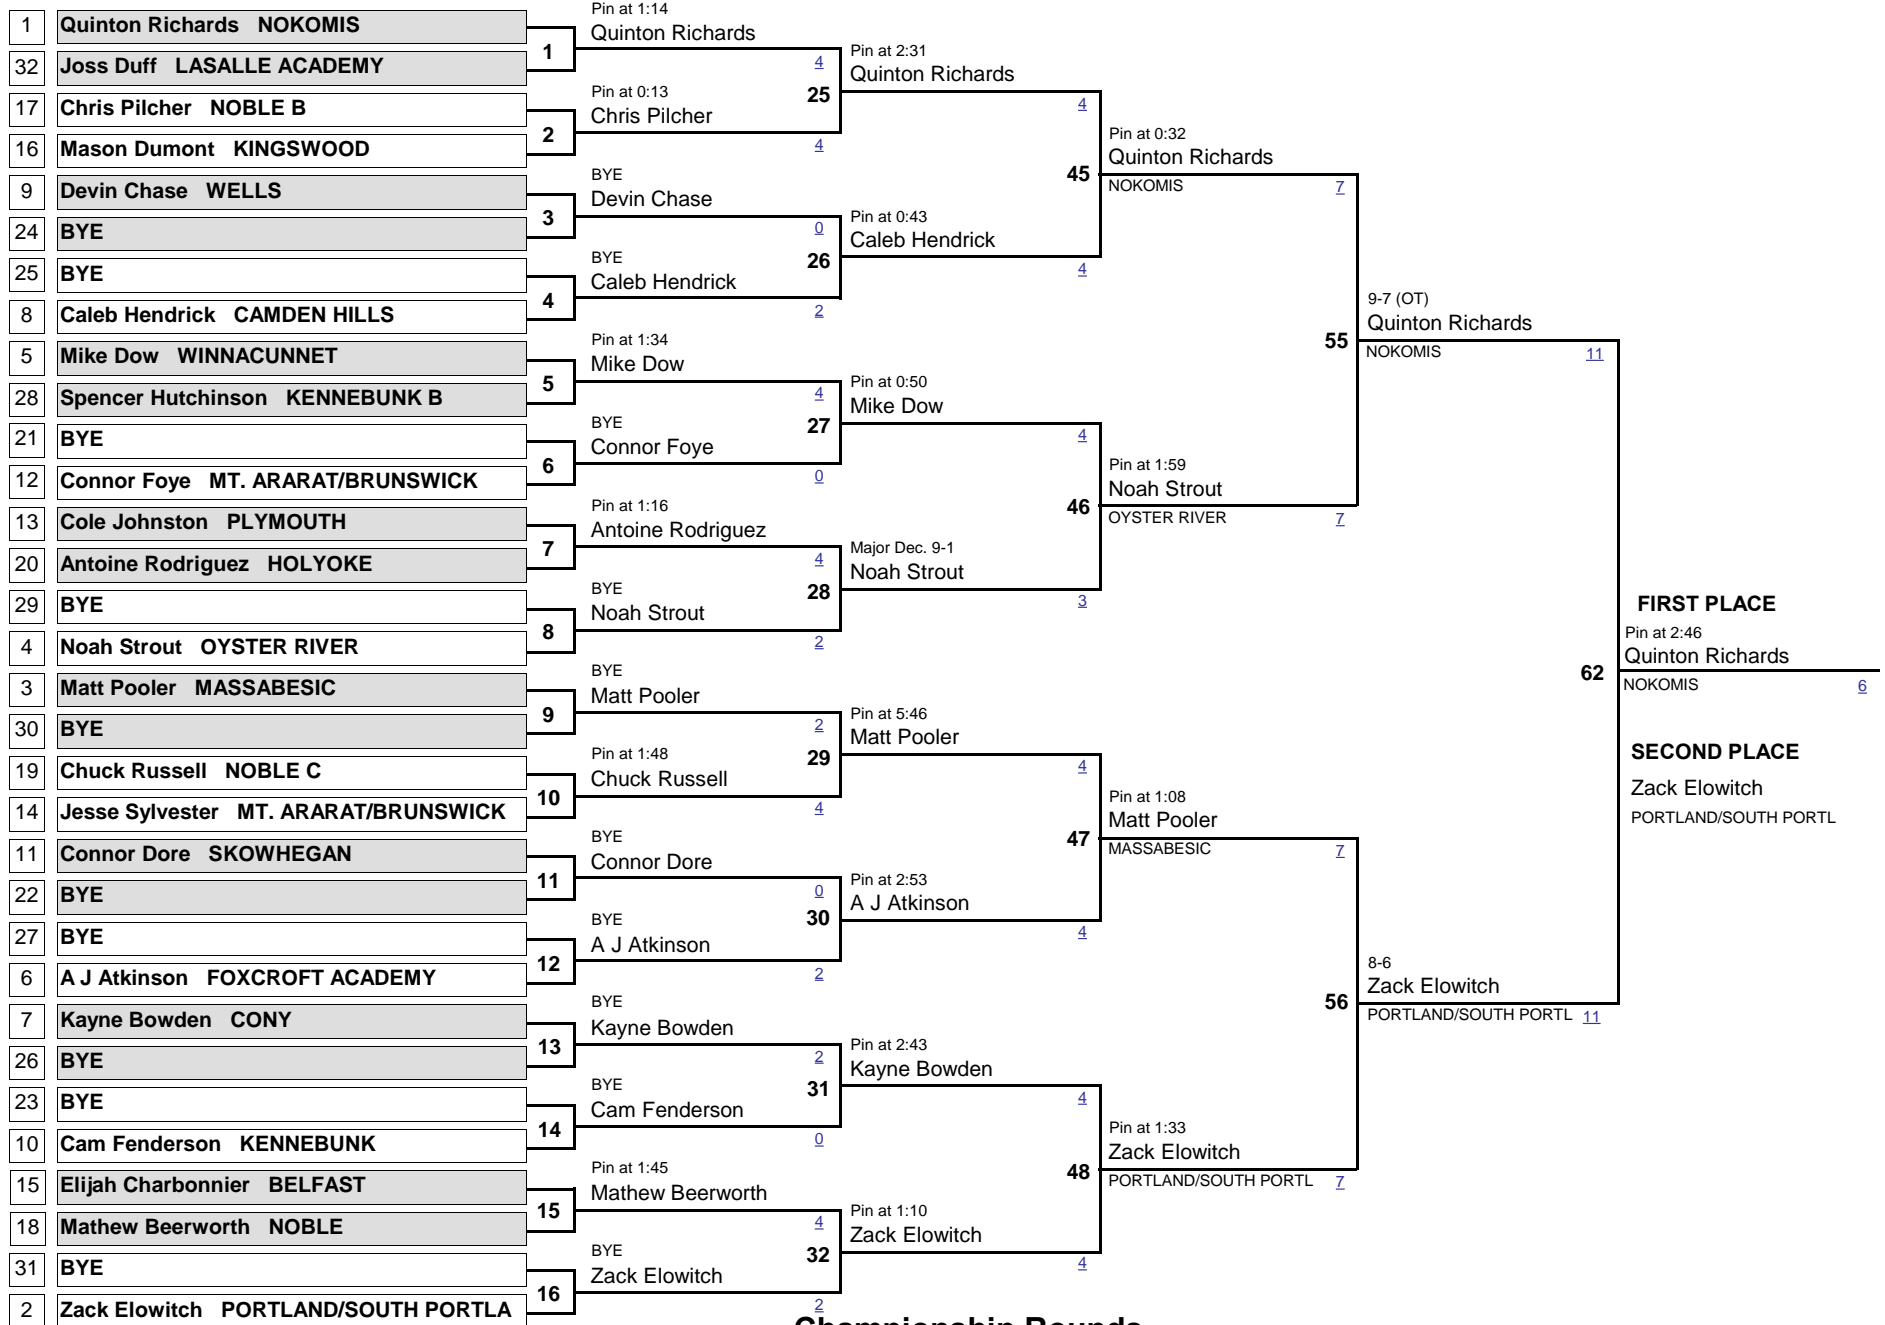 1 Quinton Richards NOKOMIS
32 Joss Duff LASALLE ACADEMY
17 Chris Pilcher NOBLE B
16 Mason Dumont KINGSWOOD
9 Devin Chase WELLS
24 BYE
25 BYE
8 Caleb Hendrick CAMDEN HILLS
5 Mike Dow WINNACUNNET
28 Spencer Hutchinson KENNEBUNK B
21 BYE
12 Connor Foye MT. ARARAT/BRUNSWICK
13 Cole Johnston PLYMOUTH
20 Antoine Rodriguez HOLYOKE
29 BYE
4 Noah Strout OYSTER RIVER
3 Matt Pooler MASSABESIC
30 BYE
19 Chuck Russell NOBLE C
14 Jesse Sylvester MT. ARARAT/BRUNSWICK
11 Connor Dore SKOWHEGAN
22 BYE
27 BYE
6 A J Atkinson FOXCROFT ACADEMY
7 Kayne Bowden CONY
26 BYE
23 BYE
10 Cam Fenderson KENNEBUNK
15 Elijah Charbonnier BELFAST
18 Mathew Beerworth NOBLE
31 BYE
2 Zack Elowitch PORTLAND/SOUTH PORTLA
Pin at 1:14
Quinton Richards
1
4
Pin at 0:13
Chris Pilcher
2
4
BYE
Devin Chase
3
0
BYE
Caleb Hendrick
4
2
Pin at 1:34
Mike Dow
5
4
BYE
Connor Foye
6
0
Pin at 1:16
Antoine Rodriguez
7
4
BYE
Noah Strout
8
2
BYE
Matt Pooler
9
2
Pin at 1:48
Chuck Russell
10
4
BYE
Connor Dore
11
0
BYE
A J Atkinson
12
2
BYE
Kayne Bowden
13
2
BYE
Cam Fenderson
14
0
Pin at 1:45
Mathew Beerworth
15
4
BYE
Zack Elowitch
16
2
Pin at 2:31
Quinton Richards
25
4
Pin at 0:43
Caleb Hendrick
26
4
Pin at 0:50
Mike Dow
27
4
Major Dec. 9-1
Noah Strout
28
3
Pin at 5:46
Matt Pooler
29
4
Pin at 2:53
A J Atkinson
30
4
Pin at 2:43
Kayne Bowden
31
4
Pin at 1:10
Zack Elowitch
32
4
Pin at 0:32
Quinton Richards
45
NOKOMIS 7
Pin at 1:59
Noah Strout
46
OYSTER RIVER 7
Pin at 1:08
Matt Pooler
47
MASSABESIC 7
Pin at 1:33
Zack Elowitch
48
PORTLAND/SOUTH PORTL 7
9-7 (OT)
Quinton Richards
55
NOKOMIS 11
8-6
Zack Elowitch
56
PORTLAND/SOUTH PORTL 11
FIRST PLACE
Pin at 2:46
Quinton Richards
62
NOKOMIS 6
SECOND PLACE
Zack Elowitch
PORTLAND/SOUTH PORTL
Championship Rounds